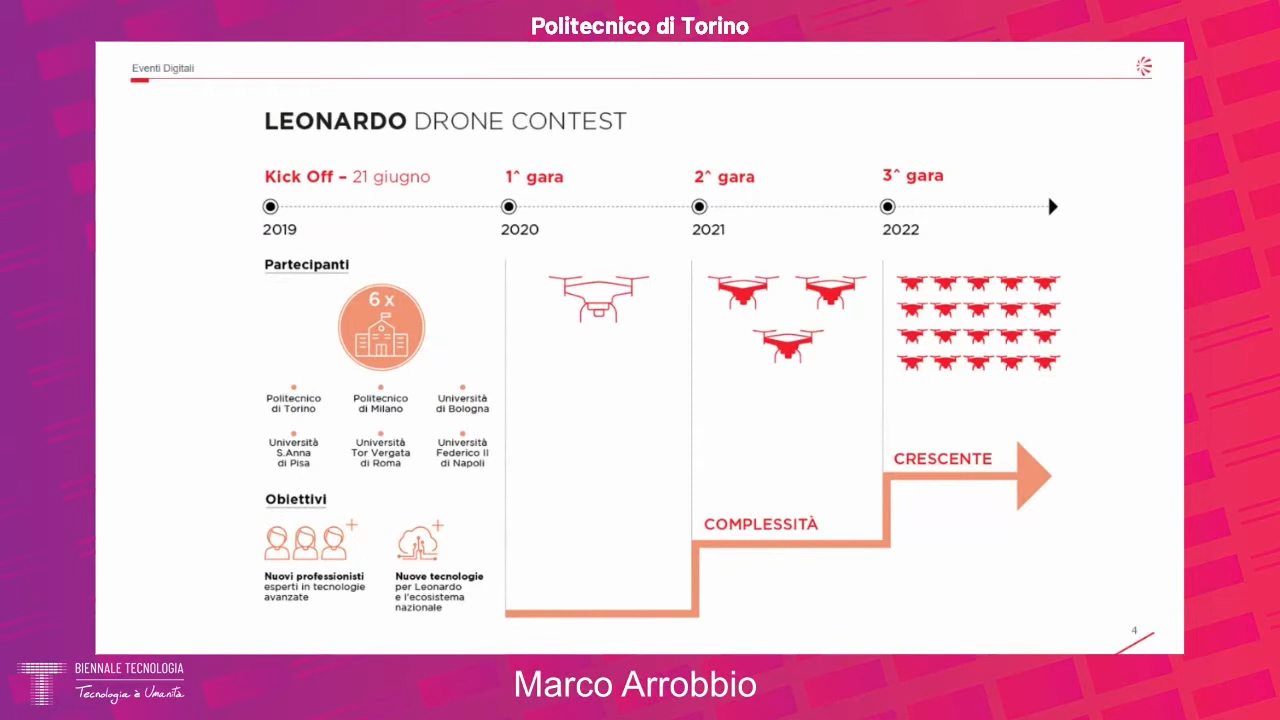 Politecnico di Torino
Eventi Digitali
LEONARDO DRONE CONTEST
Kick Off – 21 giugno
1^ gara
2^ gara
3^ gara
2019
2020
2021
2022
Partecipanti
6 x
Politecnico
di Torino
Politecnico
di Milano
Università
di Bologna
Università
S.Anna
di Pisa
Università
Tor Vergata
di Roma
Università
Federico II
di Napoli
Obiettivi
Nuovi professionisti
esperti in tecnologie
avanzate
Nuove tecnologie
per Leonardo
e l'ecosistema
nazionale
COMPLESSITÀ
CRESCENTE
4
BIENNALE TECNOLOGIA
Tecnologia è Umanità
Marco Arrobbio